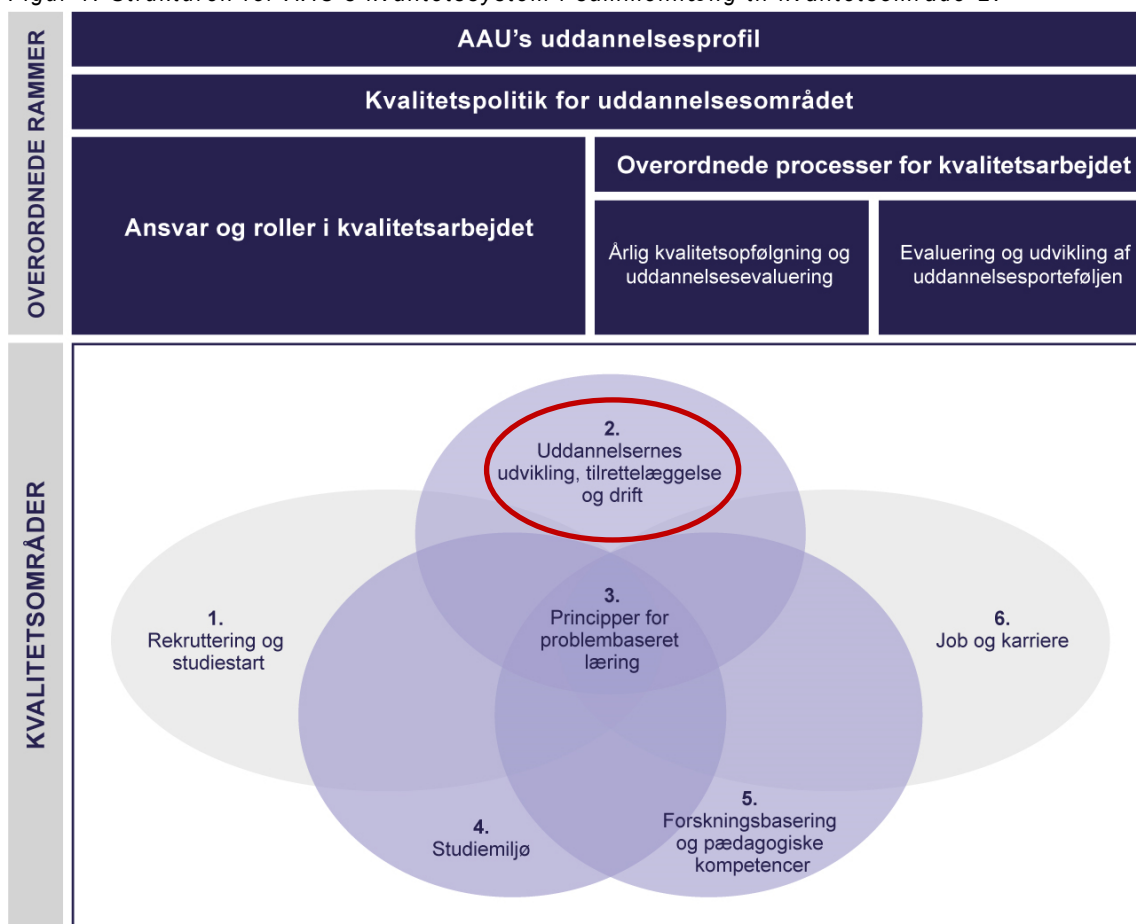 AAU's uddannelsesprofil
Kvalitetspolitik for uddannelsesområdet
OVERORDNEDE RAMMER
Ansvar og roller i kvalitetsarbejdet
Overordnede processer for kvalitetsarbejdet
Årlig kvalitetsopfølgning og
uddannelsesevaluering
Evaluering og udvikling af
uddannelsesporteføljen
KVALITETSOMRÅDER
2.
Uddannelsernes
udvikling, tilrettelæggelse
og drift
1.
Rekruttering og
studiestart
3.
Principper for
problembaseret
læring
6.
Job og karriere
4.
Studiemiljø
5.
Forskningsbasering
og pædagogiske
kompetencer